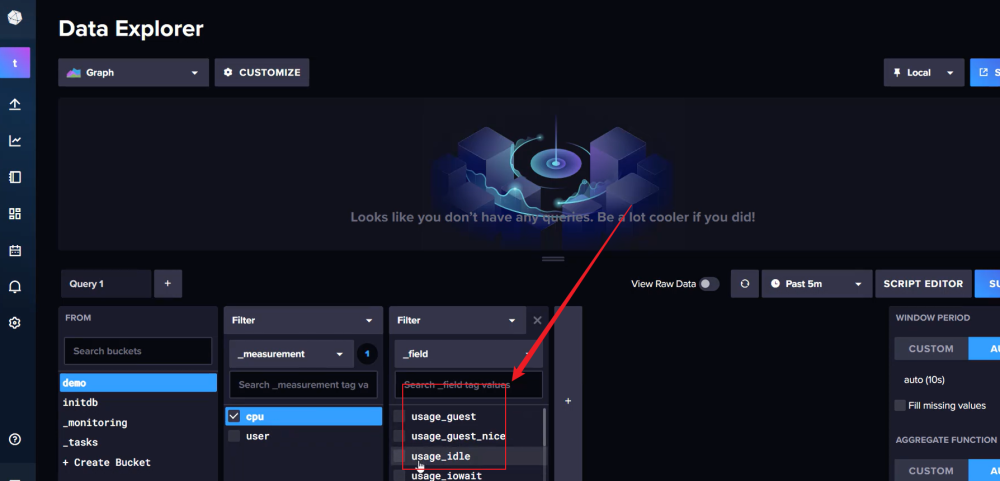 Data Explorer
t
Graph
CUSTOMIZE
Local
Looks like you don't have any queries. Be a lot cooler if you did!
Query 1
+
View Raw Data
Past 5m
SCRIPT EDITOR
FROM
Search buckets
demo
initdb
_monitoring
_tasks
+ Create Bucket
Filter
_measurement
1
Search _measurement tag va
cpu
user
Filter
_field
Search _field tag values
usage_guest
usage_guest_nice
usage_idle
usage_iowait
+
WINDOW PERIOD
CUSTOM
auto (10s)
Fill missing values
AGGREGATE FUNCTION
CUSTOM